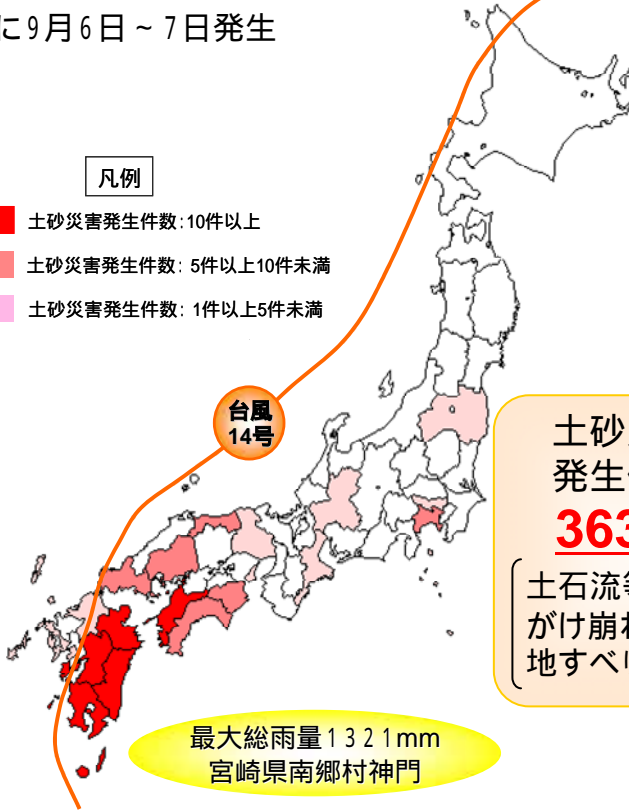 に9月6日～7日発生
凡例
土砂災害発生件数:10件以上
土砂災害発生件数: 5件以上10件未満
土砂災害発生件数: 1件以上5件未満
台風
14号
土砂
発生
363
土石流等
がけ崩れ
地すべり
最大総雨量1321mm
宮崎県南郷村神門